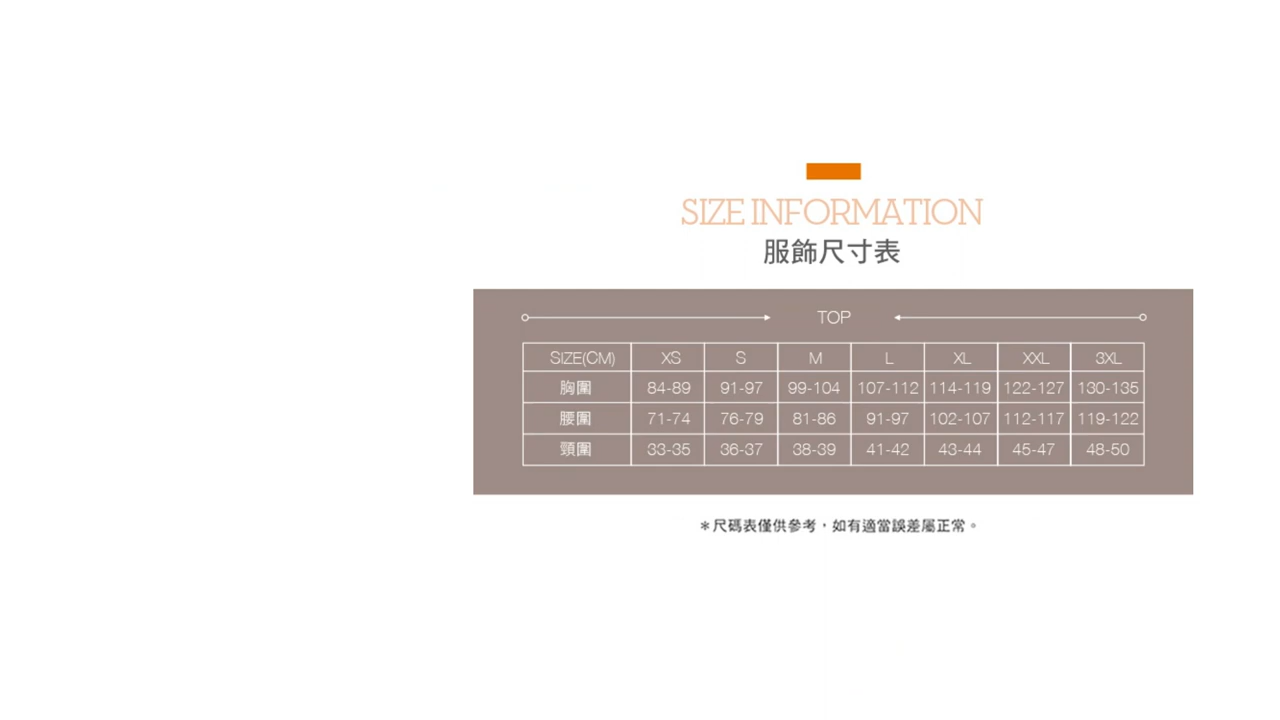 SIZE INFORMATION
服飾尺寸表
TOP
SIZE(CM) XS S M L XL XXL 3XL
胸圍 84-89 91-97 99-104 107-112 114-119 122-127 130-135
腰圍 71-74 76-79 81-86 91-97 102-107 112-117 119-122
頸圍 33-35 36-37 38-39 41-42 43-44 45-47 48-50
＊尺碼表僅供參考，如有適當誤差屬正常。